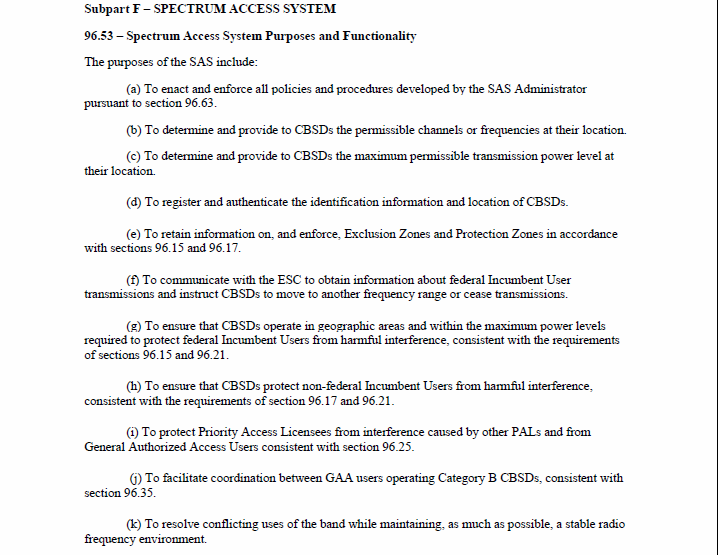 Subpart F – SPECTRUM ACCESS SYSTEM
96.53 – Spectrum Access System Purposes and Functionality
The purposes of the SAS include:
(a) To enact and enforce all policies and procedures developed by the SAS Administrator
pursuant to section 96.63.
(b) To determine and provide to CBSDs the permissible channels or frequencies at their location.
(c) To determine and provide to CBSDs the maximum permissible transmission power level at
their location.
(d) To register and authenticate the identification information and location of CBSDs.
(e) To retain information on, and enforce, Exclusion Zones and Protection Zones in accordance
with sections 96.15 and 96.17.
(f) To communicate with the ESC to obtain information about federal Incumbent User
transmissions and instruct CBSDs to move to another frequency range or cease transmissions.
(g) To ensure that CBSDs operate in geographic areas and within the maximum power levels
required to protect federal Incumbent Users from harmful interference, consistent with the requirements
of sections 96.15 and 96.21.
(h) To ensure that CBSDs protect non-federal Incumbent Users from harmful interference,
consistent with the requirements of section 96.17 and 96.21.
(i) To protect Priority Access Licensees from interference caused by other PALs and from
General Authorized Access Users consistent with section 96.25.
(j) To facilitate coordination between GAA users operating Category B CBSDs, consistent with
section 96.35.
(k) To resolve conflicting uses of the band while maintaining, as much as possible, a stable radio
frequency environment.